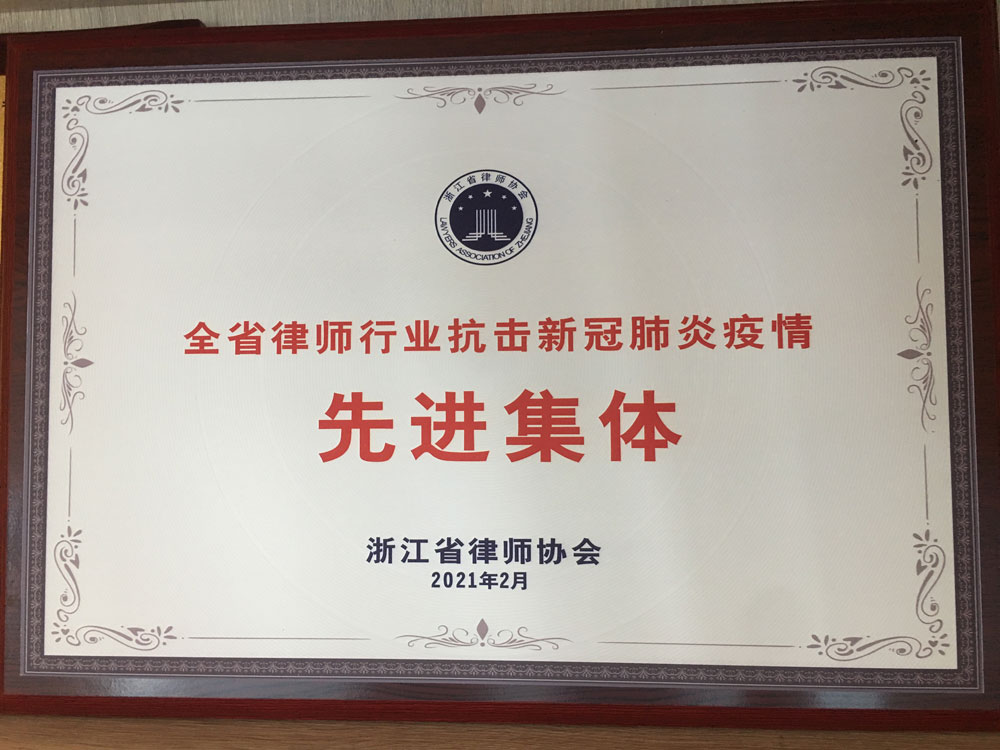 浙江省律师协会
LAWYERS ASSOCIATION OF ZHEJIANG
全省律师行业抗击新冠肺炎疫情
先进集体
浙江省律师协会
2021年2月